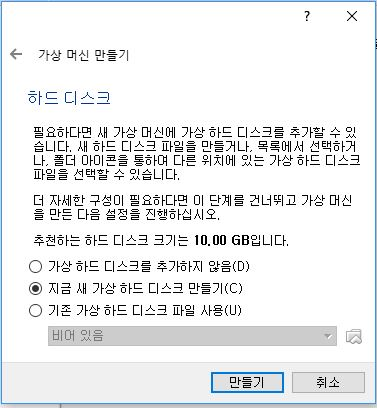 ?
가상 머신 만들기
하드 디스크
필요하다면 새 가상 머신에 가상 하드 디스크를 추가할 수 있
습니다. 새 하드 디스크 파일을 만들거나, 목록에서 선택하거
나, 폴더 아이콘을 통하여 다른 위치에 있는 가상 하드 디스크
파일을 선택할 수 있습니다.
더 자세한 구성이 필요하다면 이 단계를 건너뛰고 가상 머신
을 만든 다음 설정을 진행하십시오.
추천하는 하드 디스크 크기는 10.00 GB입니다.
가상 하드 디스크를 추가하지 않음(D)
지금 새 가상 하드 디스크 만들기(C)
기존 가상 하드 디스크 파일 사용(U)
비어 있음
만들기 취소